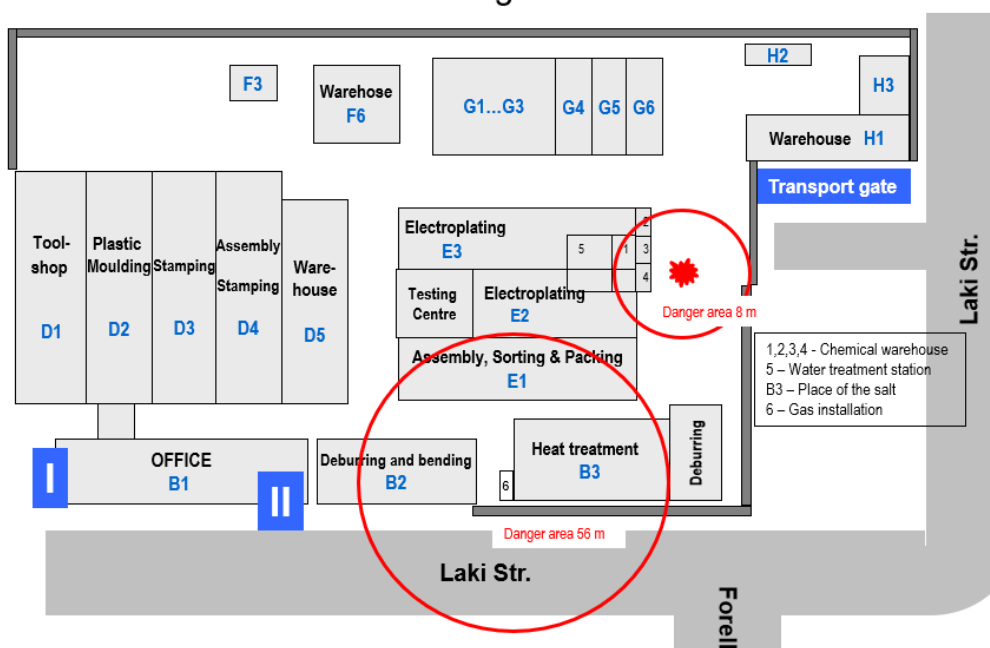 H2
F3
Warehose
F6
G1...G3
G4
G5
G6
H3
Warehouse H1
Transport gate
Tool-
shop
D1
Plastic
Moulding
D2
Stamping
D3
Assembly
Stamping
D4
Ware-
house
D5
Electroplating
E3
5
1
2
3
4
Testing
Centre
Electroplating
E2
Danger area 8 m
Laki Str.
Assembly, Sorting & Packing
E1
1,2,3,4 - Chemical warehouse
5 – Water treatment station
B3 – Place of the salt
6 – Gas installation
I
OFFICE
B1
II
Deburring and bending
B2
6
Heat treatment
B3
Deburring
Danger area 56 m
Laki Str.
Forell